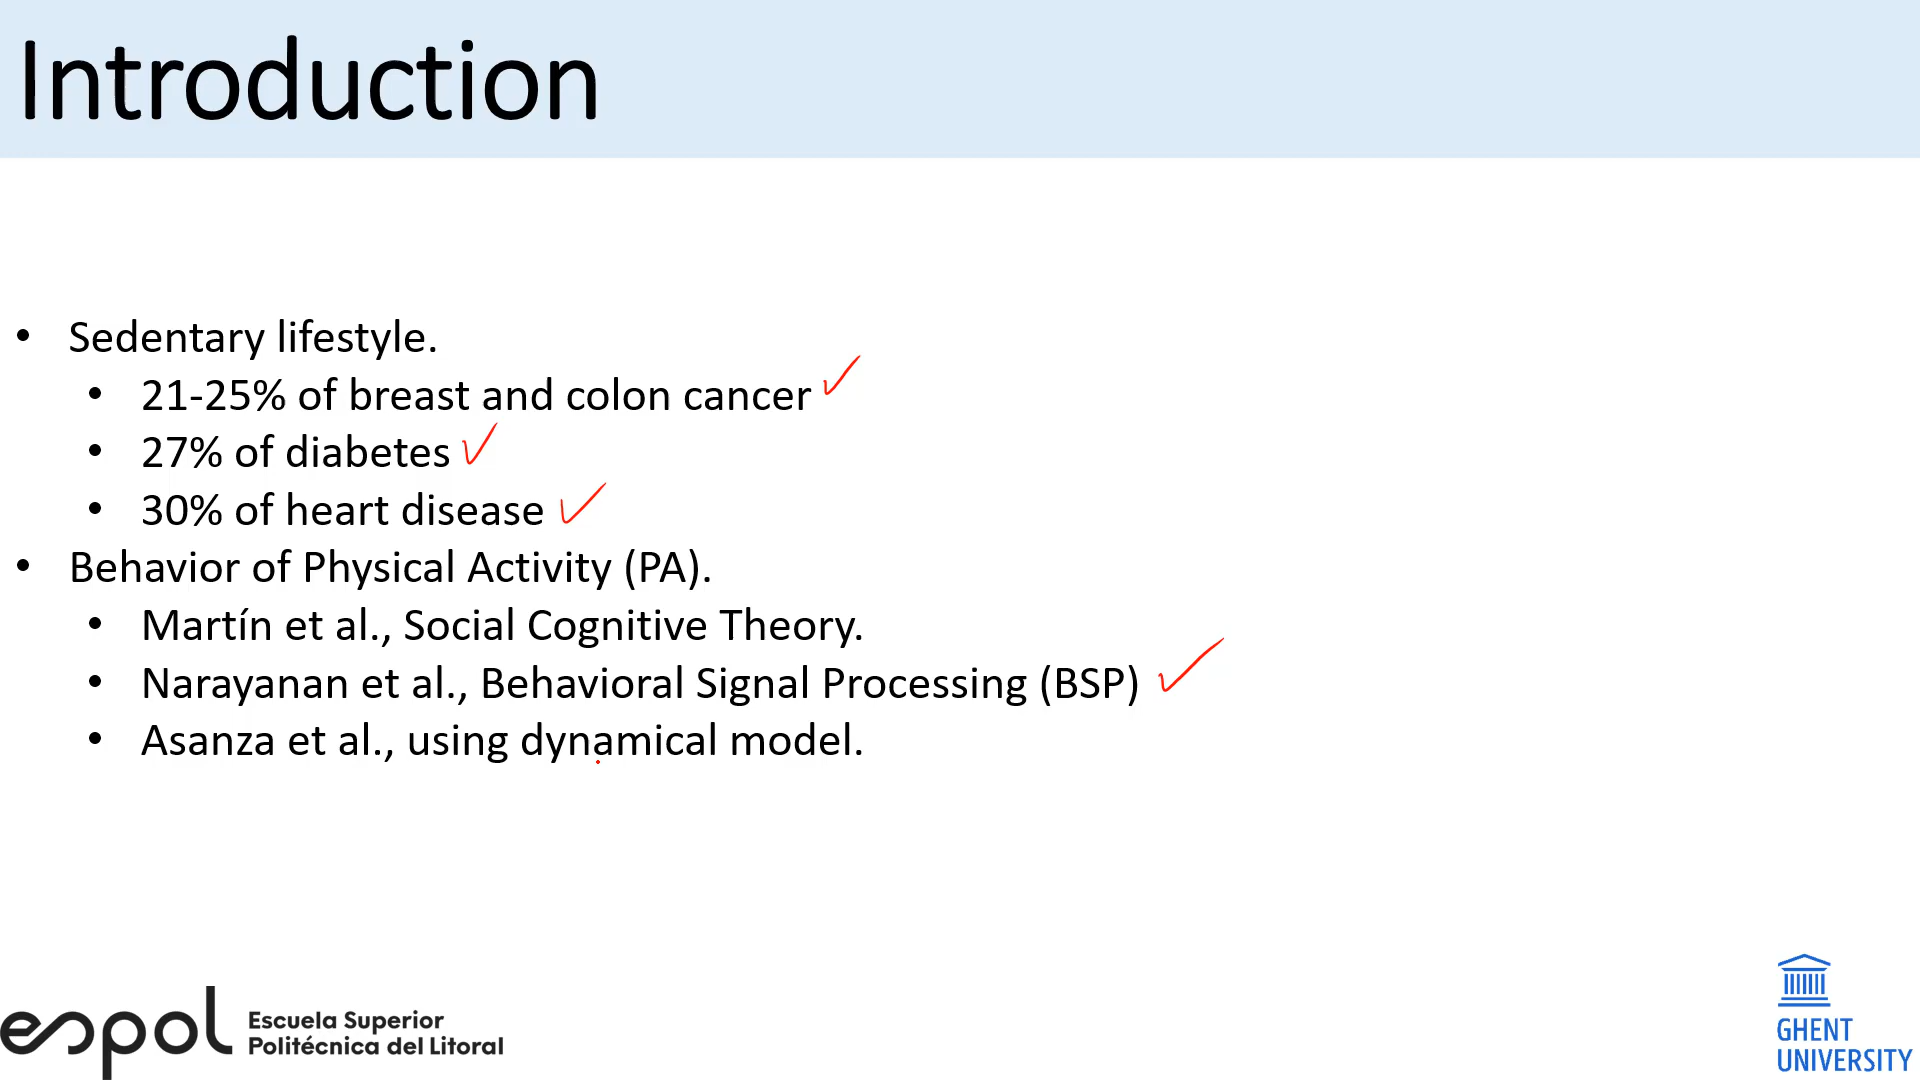 Introduction
• Sedentary lifestyle.
• 21-25% of breast and colon cancer
• 27% of diabetes
• 30% of heart disease
• Behavior of Physical Activity (PA).
• Martín et al., Social Cognitive Theory.
• Narayanan et al., Behavioral Signal Processing (BSP)
• Asanza et al., using dynamical model.
espol
Escuela Superior
Politécnica del Litoral
GHENT
UNIVERSITY